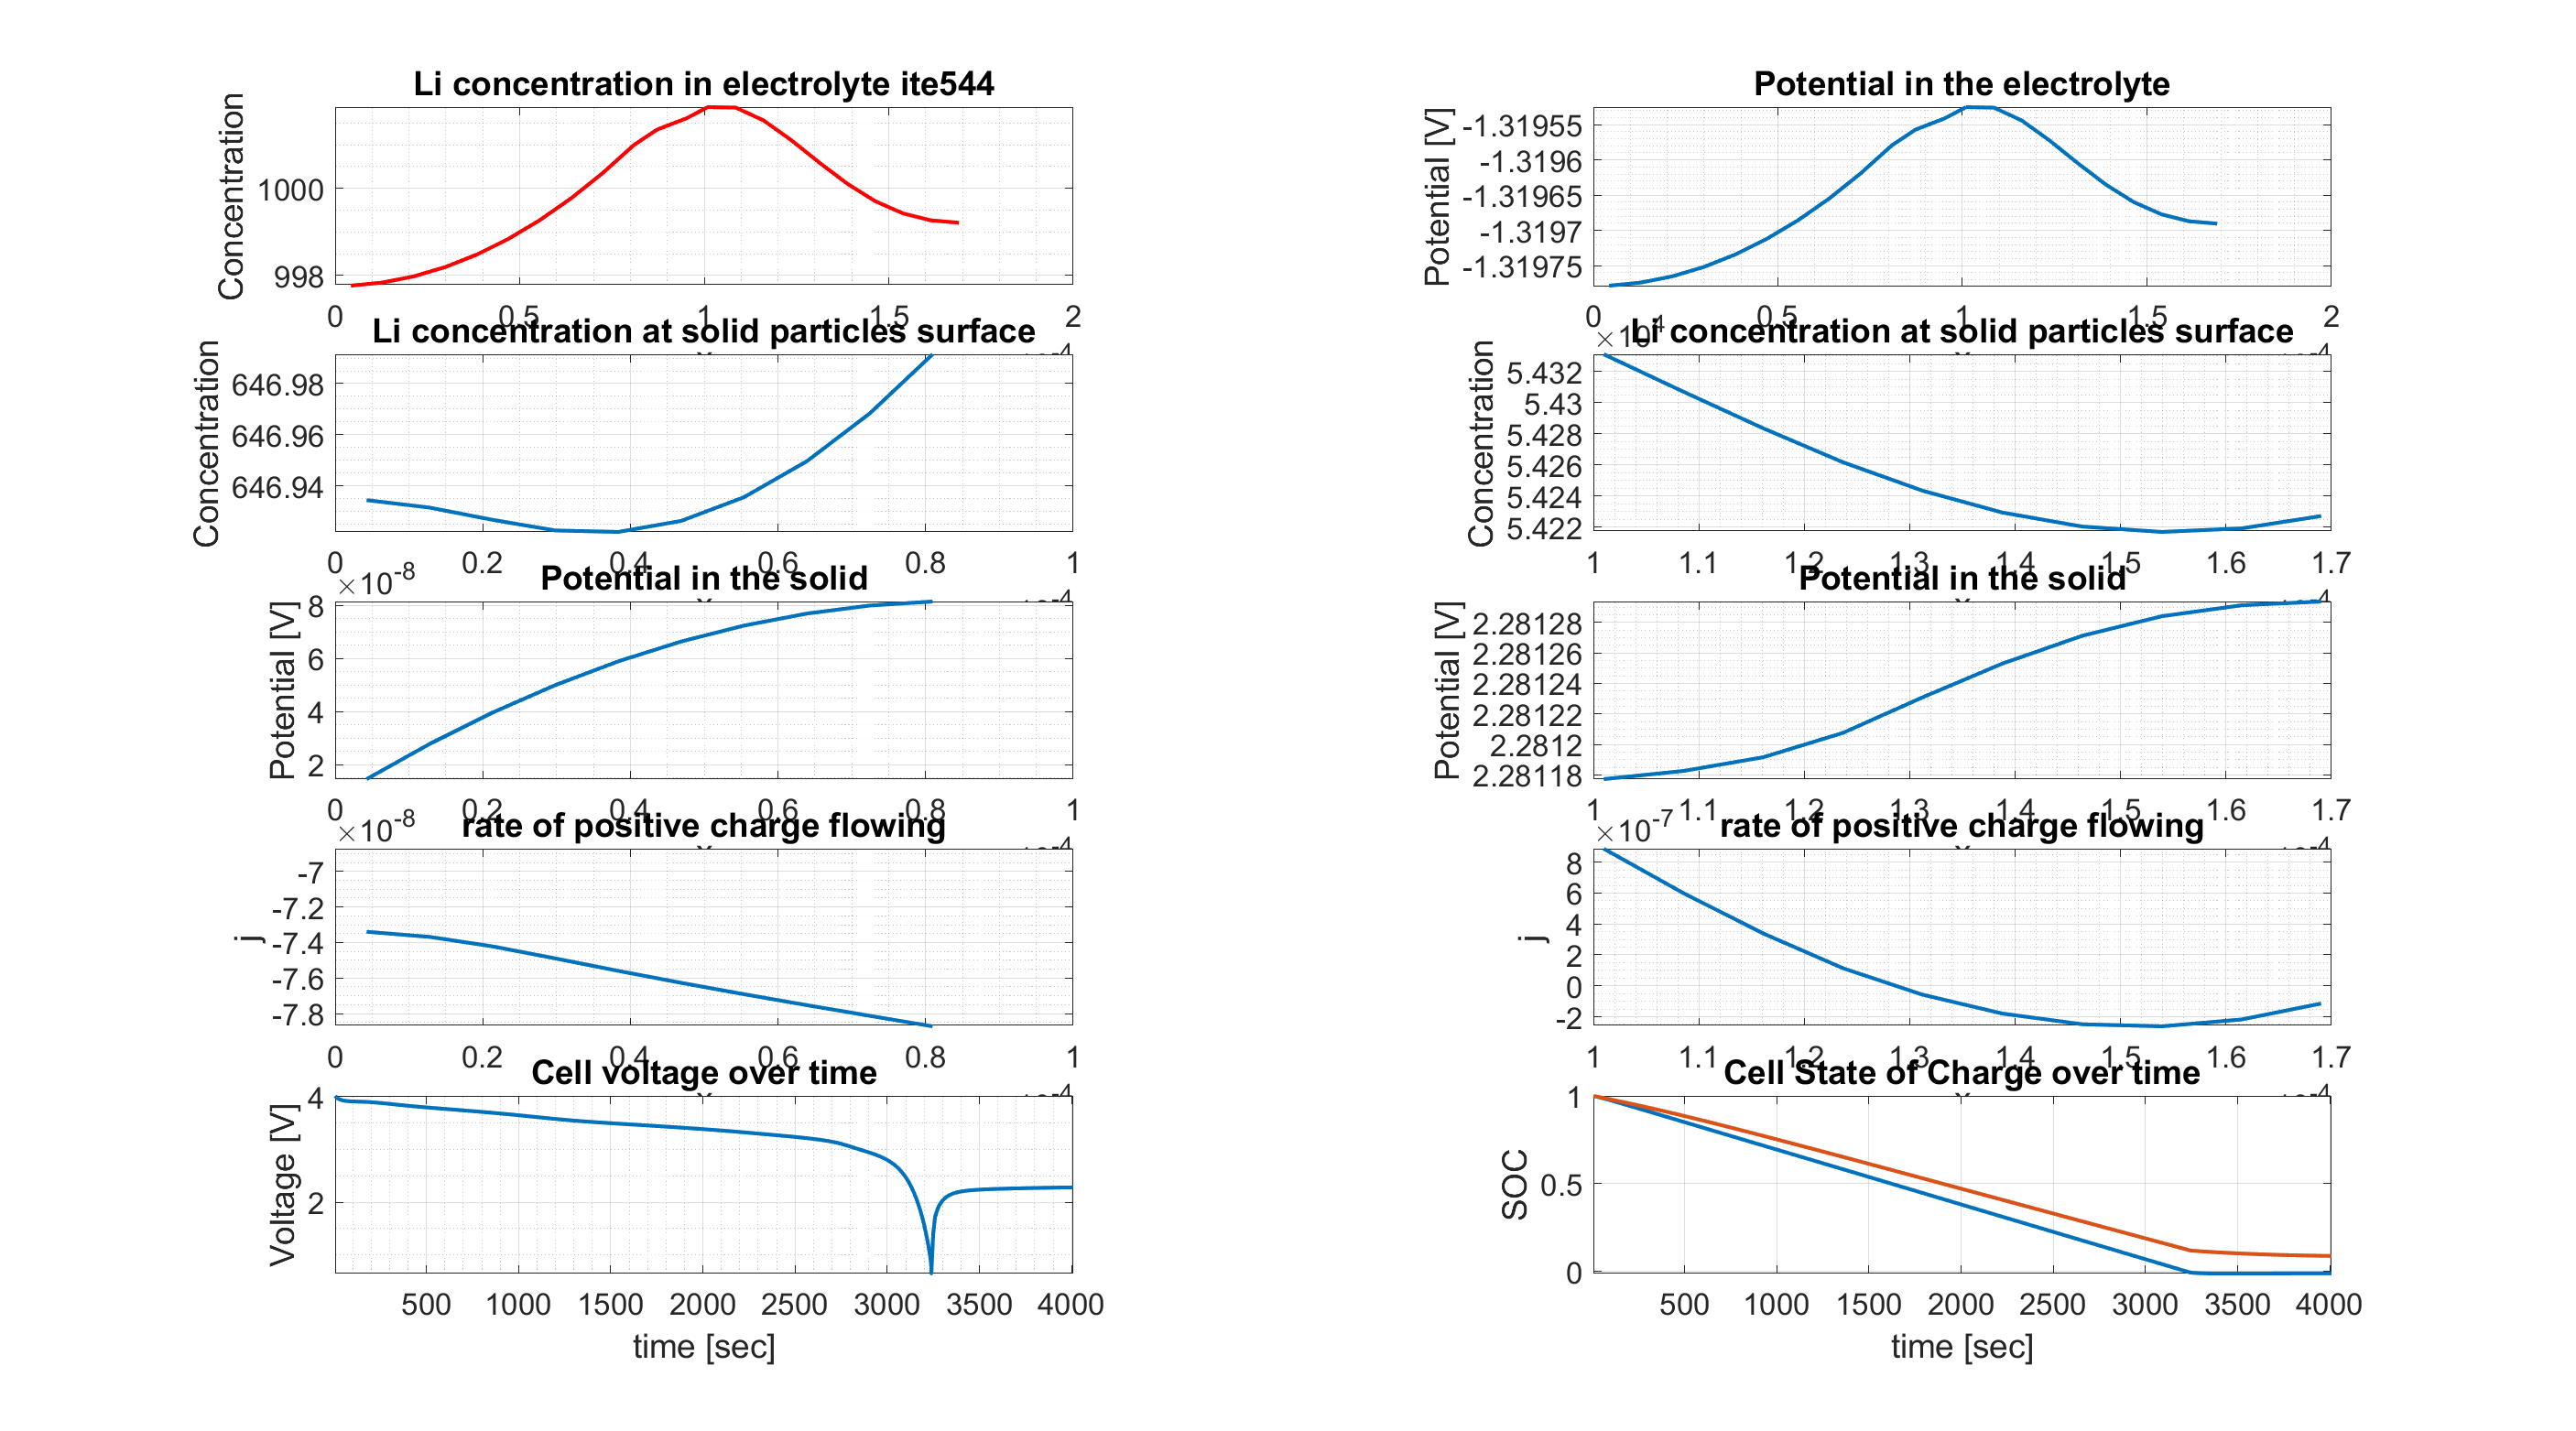 Li concentration in electrolyte ite544
Concentration
1000
998
0 0.5 1 1.5 2
Potential in the electrolyte
Potential [V]
-1.31955
-1.3196
-1.31965
-1.3197
-1.31975
0 0.5 1 1.5 2
Li concentration at solid particles surface
Concentration
646.98
646.96
646.94
0 0.2 0.4 0.6 0.8 1
Li concentration at solid particles surface
Concentration
5.432
5.43
5.428
5.426
5.424
5.422
1 1.1 1.2 1.3 1.4 1.5 1.6 1.7
Potential in the solid
×10-8
Potential [V]
8
6
4
2
0 0.2 0.4 0.6 0.8 1
Potential in the solid
Potential [V]
2.28128
2.28126
2.28124
2.28122
2.2812
2.28118
1 1.1 1.2 1.3 1.4 1.5 1.6 1.7
rate of positive charge flowing
×10-8
j
-7
-7.2
-7.4
-7.6
-7.8
0 0.2 0.4 0.6 0.8 1
rate of positive charge flowing
×10-7
j
8
6
4
2
0
-2
1 1.1 1.2 1.3 1.4 1.5 1.6 1.7
Cell voltage over time
Voltage [V]
4
2
500 1000 1500 2000 2500 3000 3500 4000
time [sec]
Cell State of Charge over time
SOC
1
0.5
0
500 1000 1500 2000 2500 3000 3500 4000
time [sec]